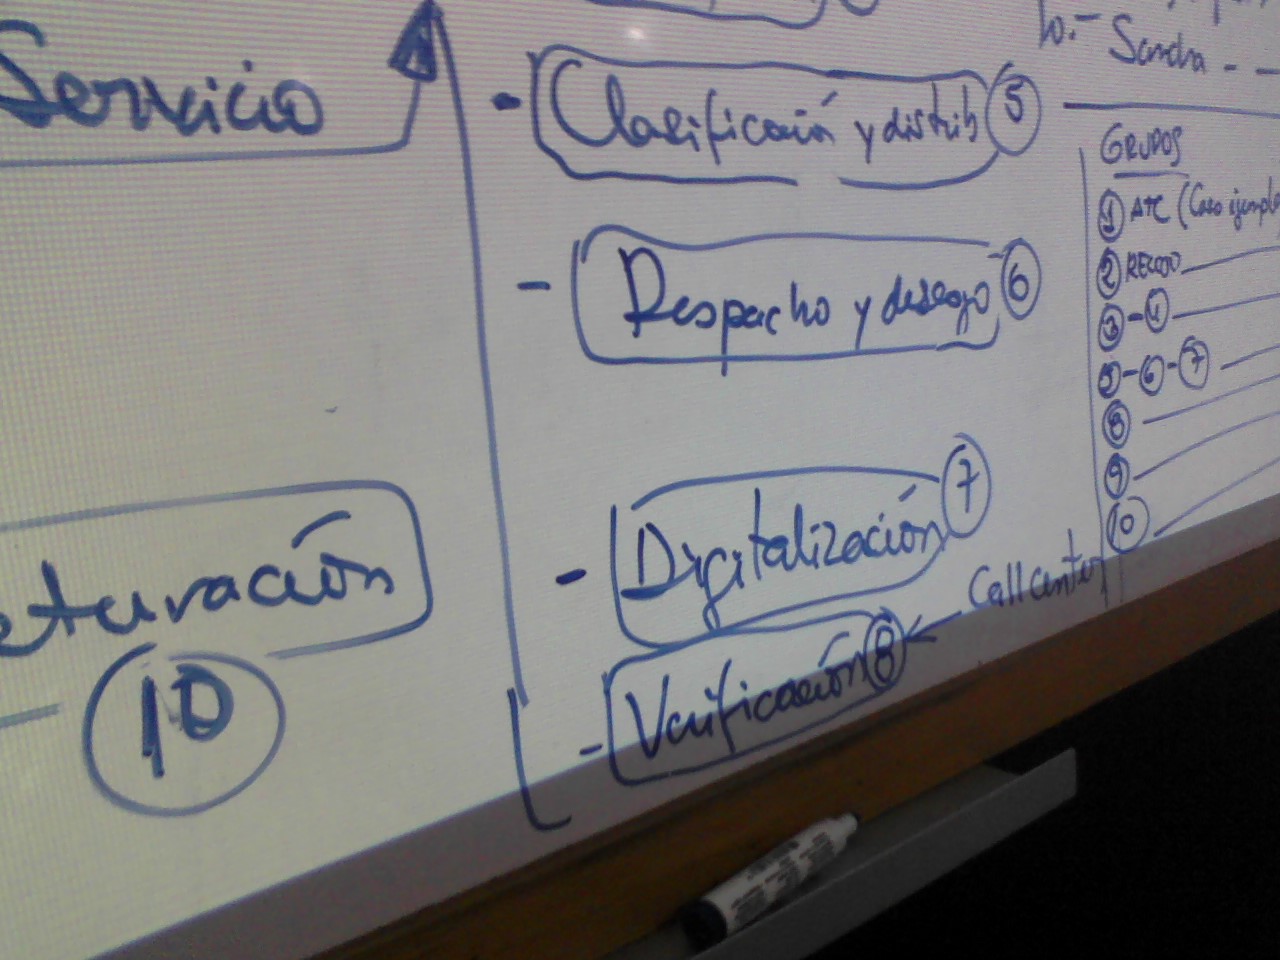 Servicio
- Clasificación y distrib 5
- Despacho y descargo 6
- Digitalización 7
- Verificación 8
Call center
cturación
10
10.- Sandra - -
GRUPOS
1 ATC (Caso ejemplo
2 RECOJO
3 - 4
5 - 6 - 7
8
9
10